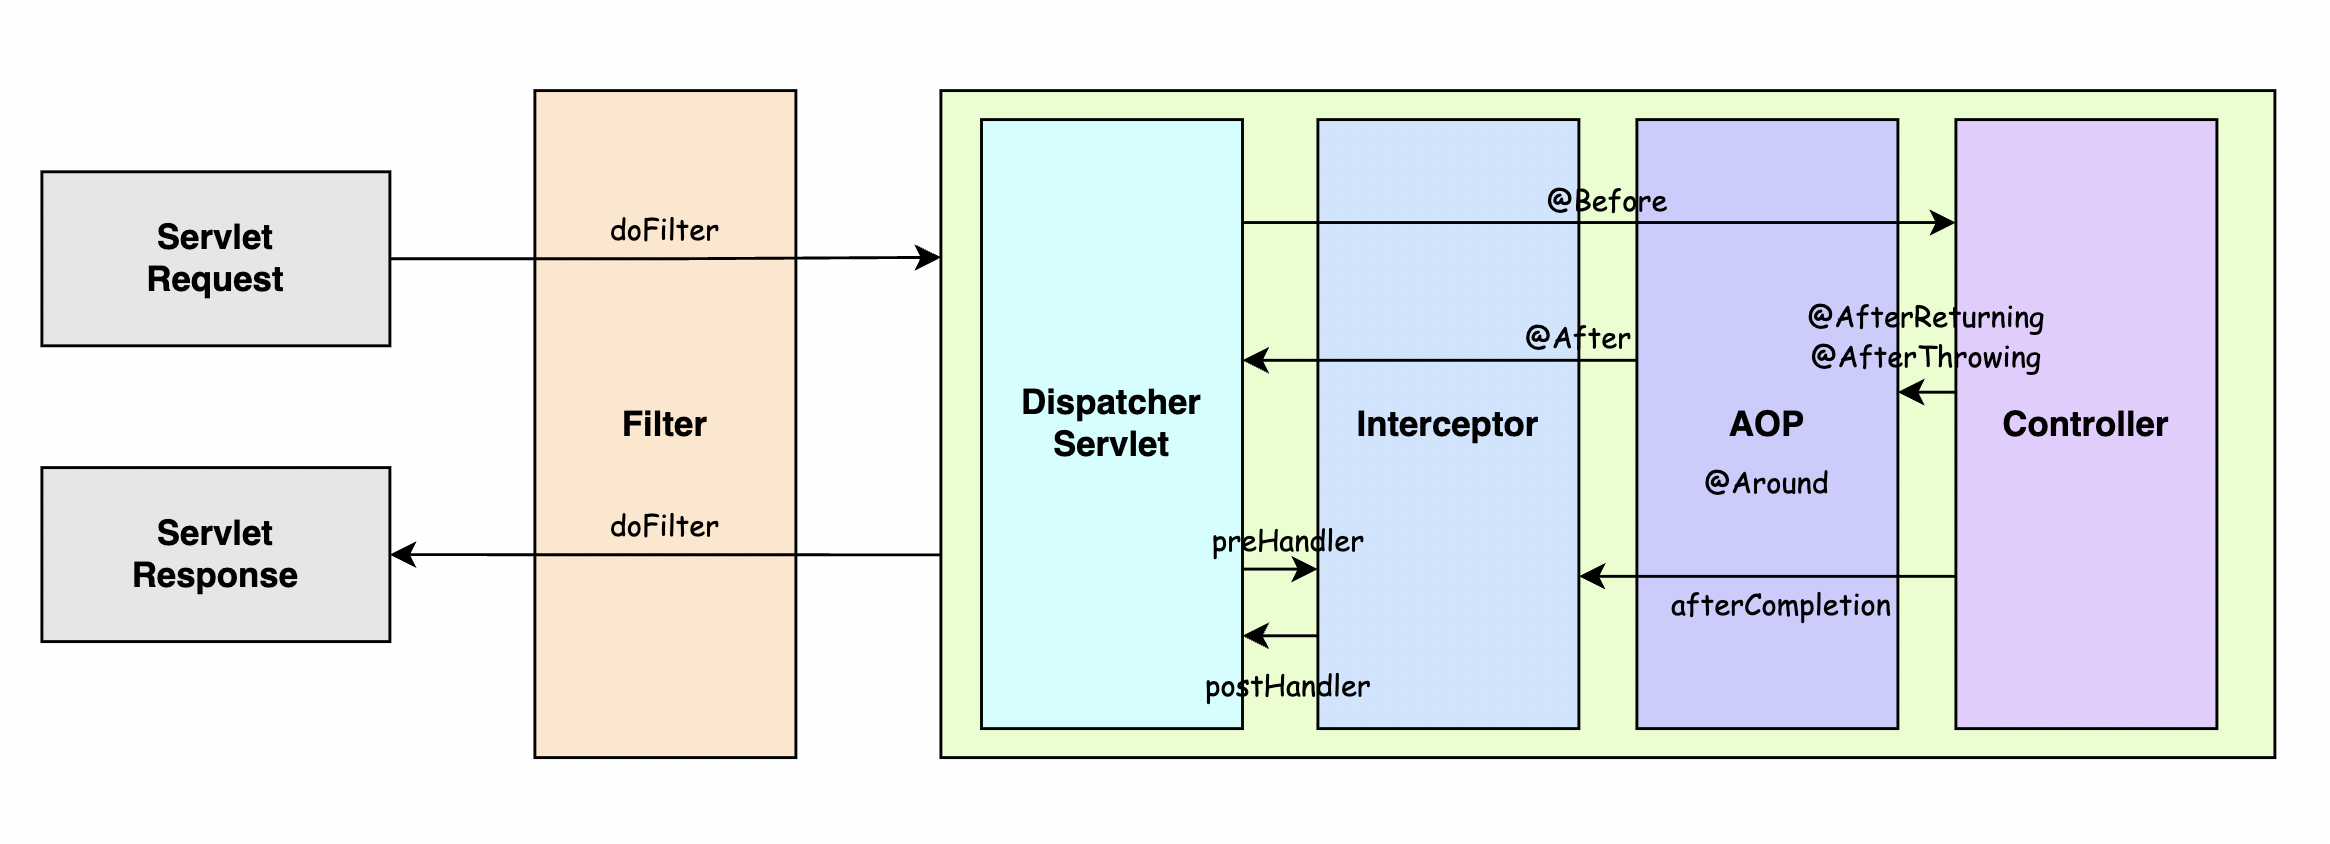 Servlet
Request
doFilter
Servlet
Response
doFilter
Filter
Dispatcher
Servlet
Interceptor
AOP
@Around
Controller
@Before
@After
@AfterReturning
@AfterThrowing
preHandler
postHandler
afterCompletion